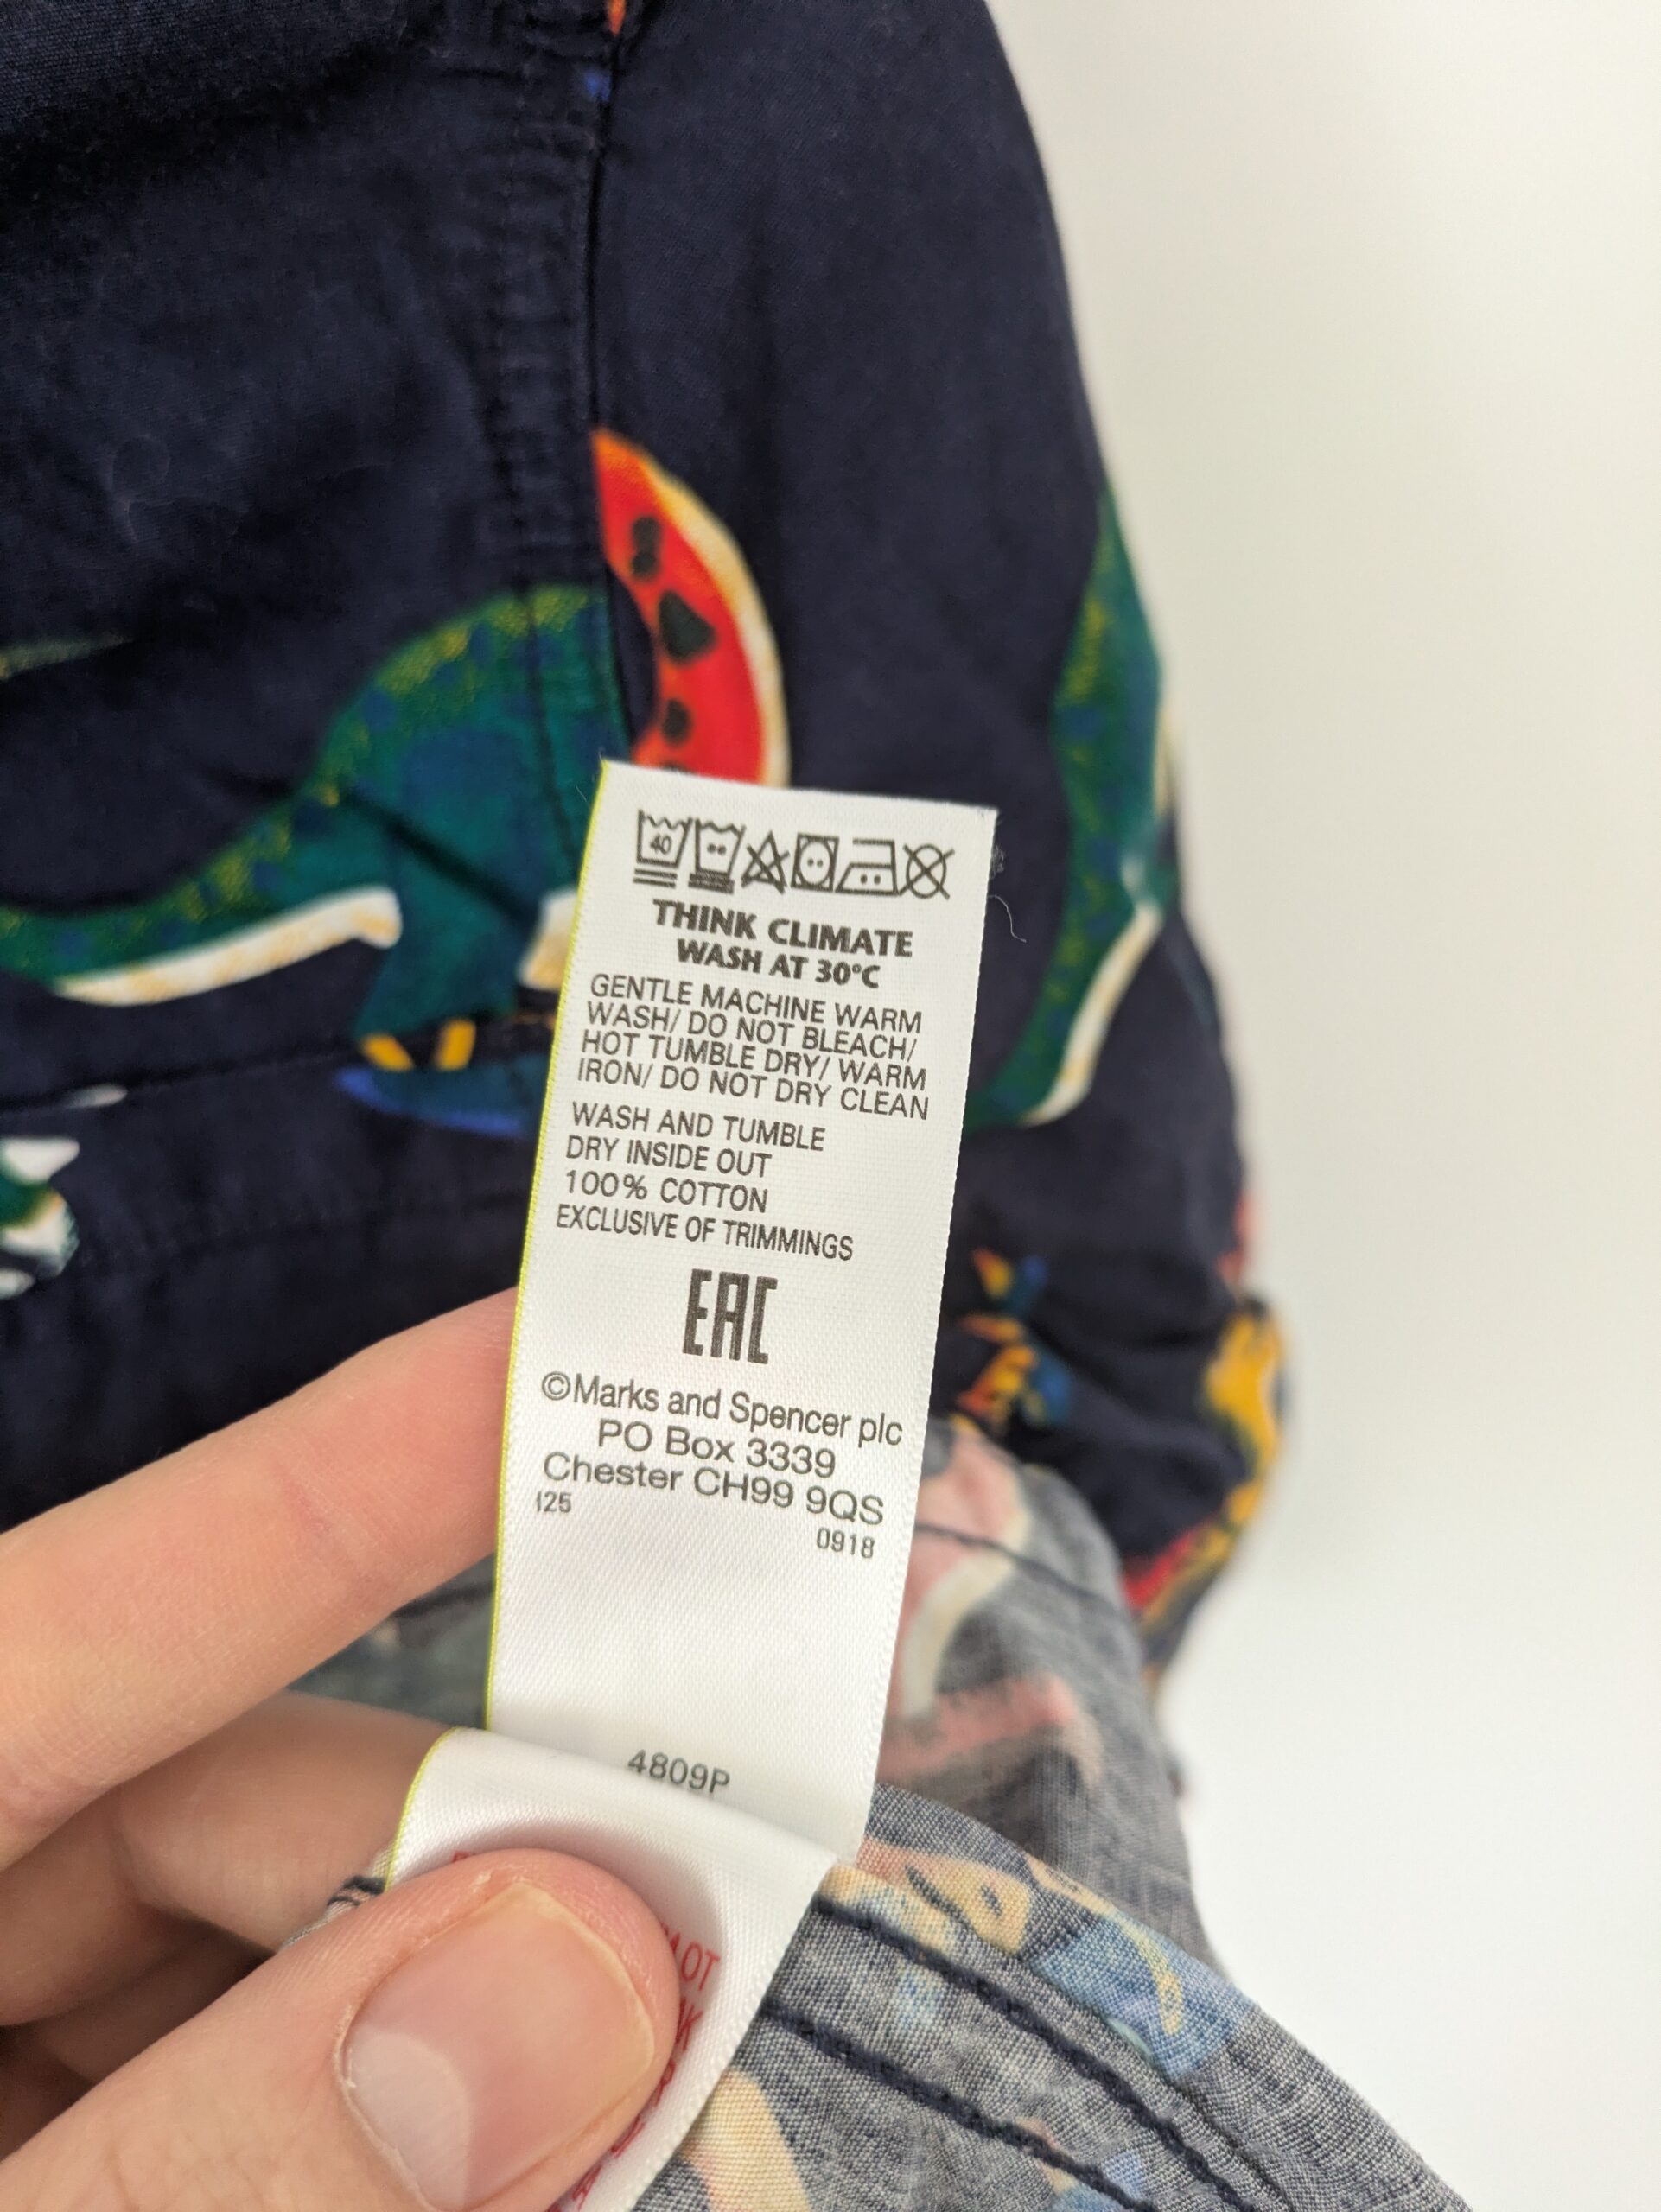 40
THINK CLIMATE
WASH AT 30°C
GENTLE MACHINE WARM
WASH/ DO NOT BLEACH/
HOT TUMBLE DRY/ WARM
IRON/ DO NOT DRY CLEAN
WASH AND TUMBLE
DRY INSIDE OUT
100% COTTON
EXCLUSIVE OF TRIMMINGS
EAC
©Marks and Spencer plc
PO Box 3339
Chester CH99 9QS
I25
0918
4809P